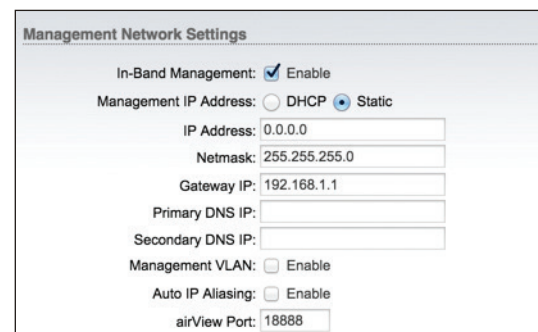 Management Network Settings
In-Band Management: Enable
Management IP Address: DHCP Static
IP Address: 0.0.0.0
Netmask: 255.255.255.0
Gateway IP: 192.168.1.1
Primary DNS IP:
Secondary DNS IP:
Management VLAN: Enable
Auto IP Aliasing: Enable
airView Port: 18888